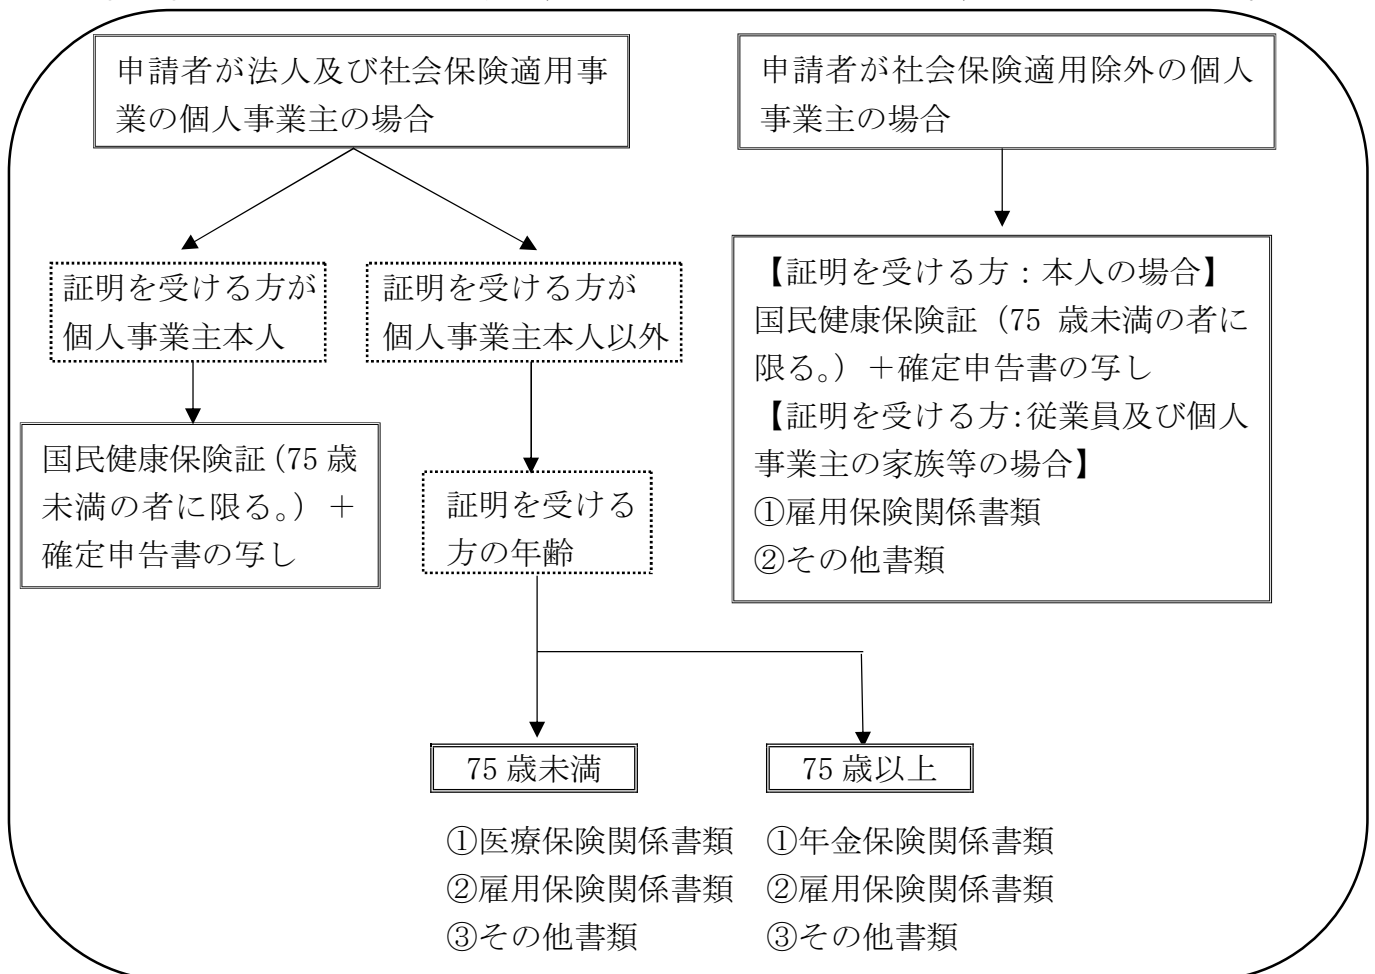 申請者が法人及び社会保険適用事
業の個人事業主の場合
申請者が社会保険適用除外の個人
事業主の場合
証明を受ける方が
個人事業主本人
証明を受ける方が
個人事業主本人以外
国民健康保険証（75 歳
未満の者に限る。）＋
確定申告書の写し
証明を受ける
方の年齢
【証明を受ける方：本人の場合】
国民健康保険証（75 歳未満の者に
限る。）＋確定申告書の写し
【証明を受ける方：従業員及び個人
事業主の家族等の場合】
①雇用保険関係書類
②その他書類
75 歳未満
①医療保険関係書類
②雇用保険関係書類
③その他書類
75 歳以上
①年金保険関係書類
②雇用保険関係書類
③その他書類